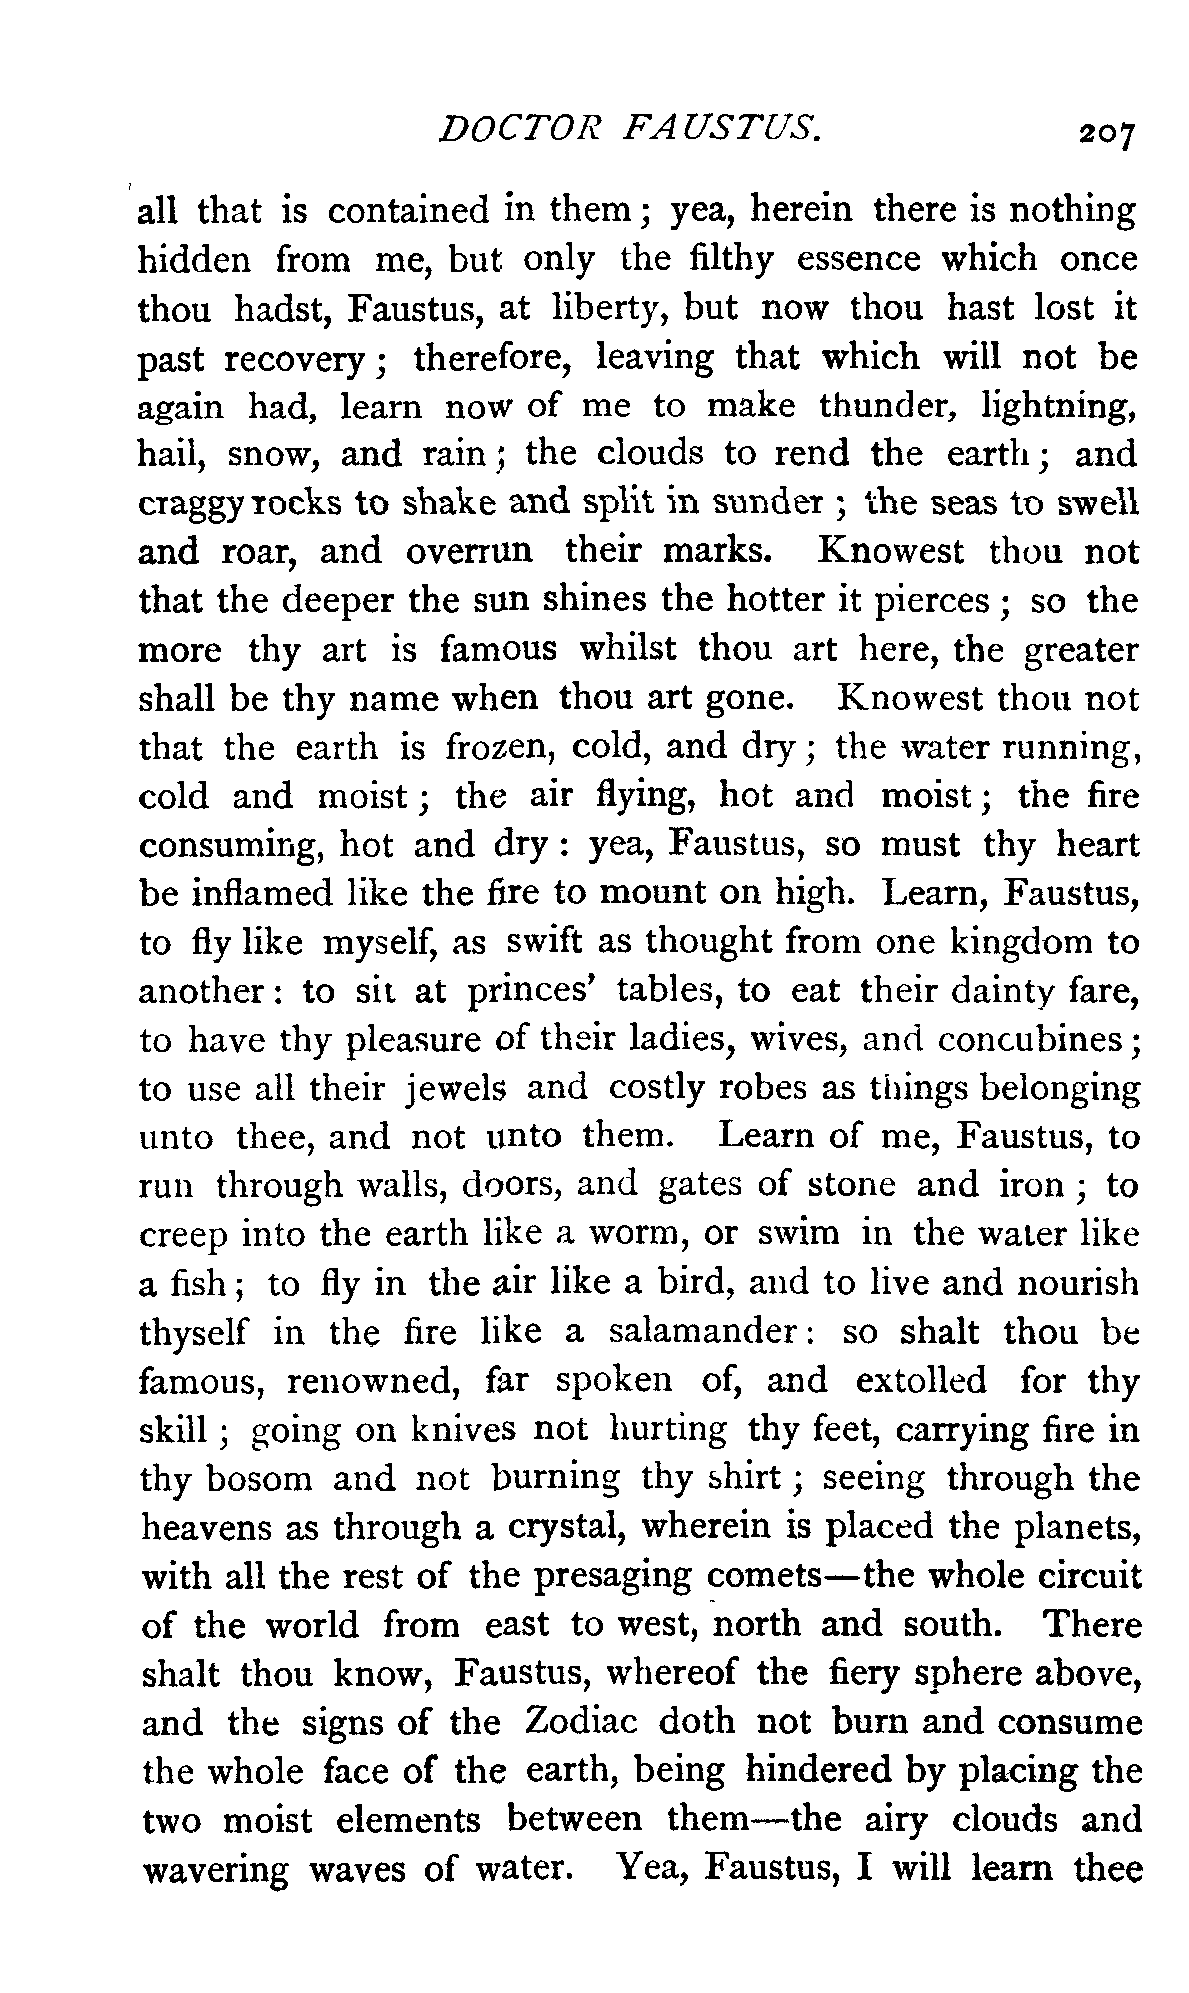 DOCTOR FAUSTUS. 207
all that is contained in them ; yea, herein there is nothing
hidden from me, but only the filthy essence which once
thou hadst, Faustus, at liberty, but now thou hast lost it
past recovery ; therefore, leaving that which will not be
again had, learn now of me to make thunder, lightning,
hail, snow, and rain ; the clouds to rend the earth ; and
craggy rocks to shake and split in sunder ; the seas to swell
and roar, and overrun their marks. Knowest thou not
that the deeper the sun shines the hotter it pierces ; so the
more thy art is famous whilst thou art here, the greater
shall be thy name when thou art gone. Knowest thou not
that the earth is frozen, cold, and dry ; the water running,
cold and moist ; the air flying, hot and moist ; the fire
consuming, hot and dry : yea, Faustus, so must thy heart
be inflamed like the fire to mount on high. Learn, Faustus,
to fly like myself, as swift as thought from one kingdom to
another : to sit at princes' tables, to eat their dainty fare,
to have thy pleasure of their ladies, wives, and concubines ;
to use all their jewels and costly robes as things belonging
unto thee, and not unto them. Learn of me, Faustus, to
run through walls, doors, and gates of stone and iron ; to
creep into the earth like a worm, or swim in the water like
a fish ; to fly in the air like a bird, and to live and nourish
thyself in the fire like a salamander : so shalt thou be
famous, renowned, far spoken of, and extolled for thy
skill ; going on knives not hurting thy feet, carrying fire in
thy bosom and not burning thy shirt ; seeing through the
heavens as through a crystal, wherein is placed the planets,
with all the rest of the presaging comets—the whole circuit
of the world from east to west, north and south. There
shalt thou know, Faustus, whereof the fiery sphere above,
and the signs of the Zodiac doth not burn and consume
the whole face of the earth, being hindered by placing the
two moist elements between them—the airy clouds and
wavering waves of water. Yea, Faustus, I will learn thee